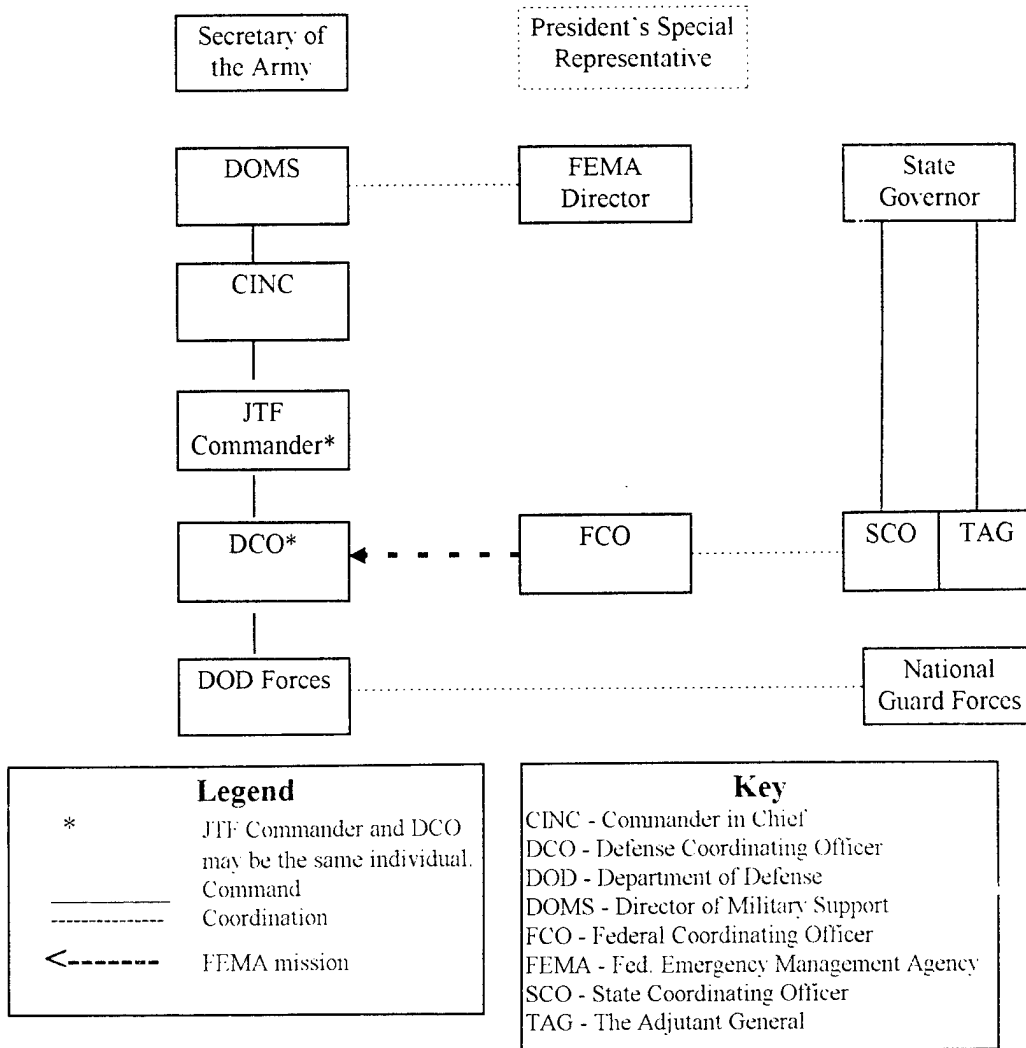 Secretary of
the Army
President's Special
Representative
DOMS
FEMA
Director
State
Governor
CINC
JTF
Commander*
DCO*
FCO
SCO
TAG
DOD Forces
National
Guard Forces
Legend
* JTF Commander and DCO
may be the same individual.
Command
Coordination
FEMA mission
Key
CINC - Commander in Chief
DCO - Defense Coordinating Officer
DOD - Department of Defense
DOMS - Director of Military Support
FCO - Federal Coordinating Officer
FEMA - Fed. Emergency Management Agency
SCO - State Coordinating Officer
TAG - The Adjutant General